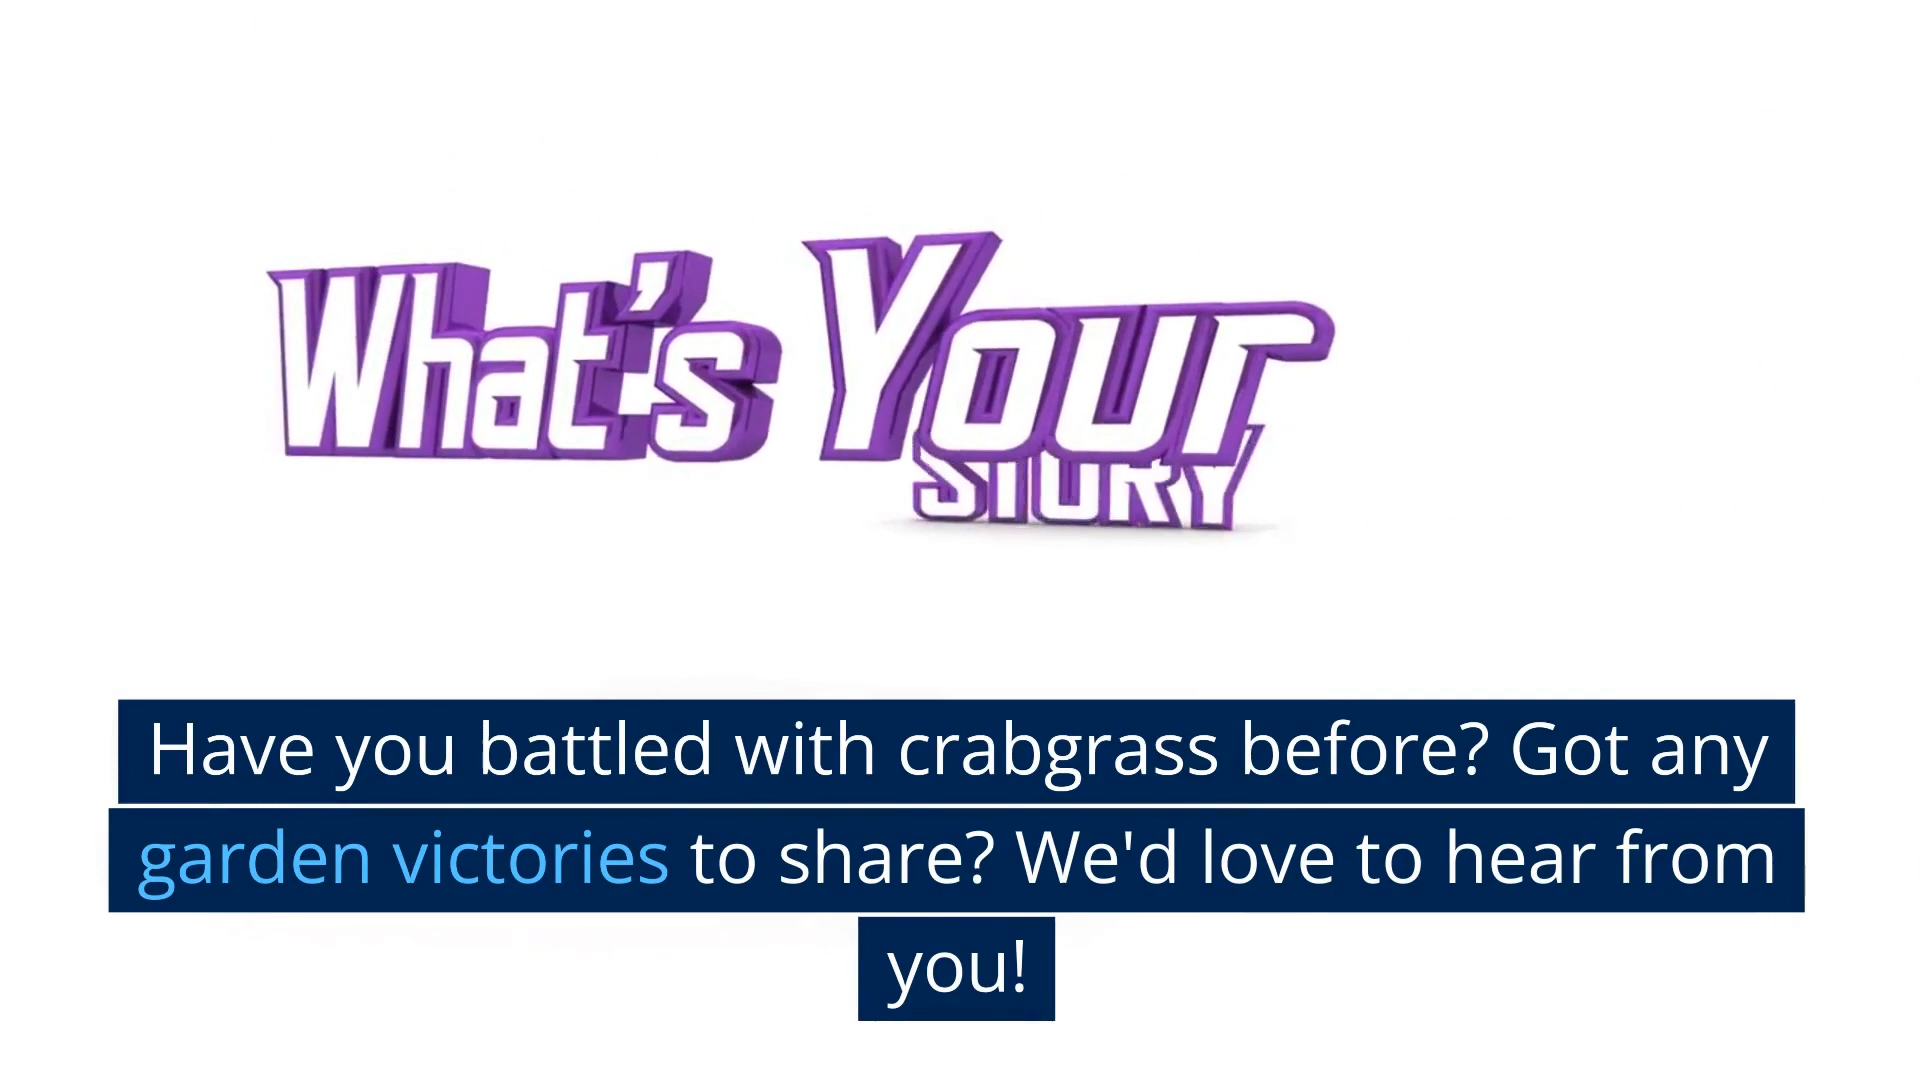 What's Your
STORY
Have you battled with crabgrass before? Got any
garden victories to share? We'd love to hear from
you!